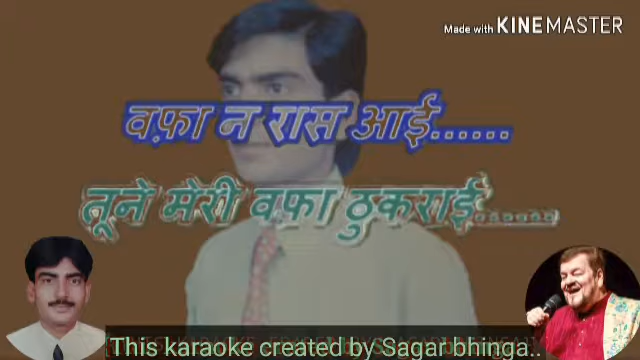 Made with KINEMASTER
वफ़ा न रास आई......
तूने मेरी वफ़ा ठुकराई......
This karaoke created by Sagar bhinga.